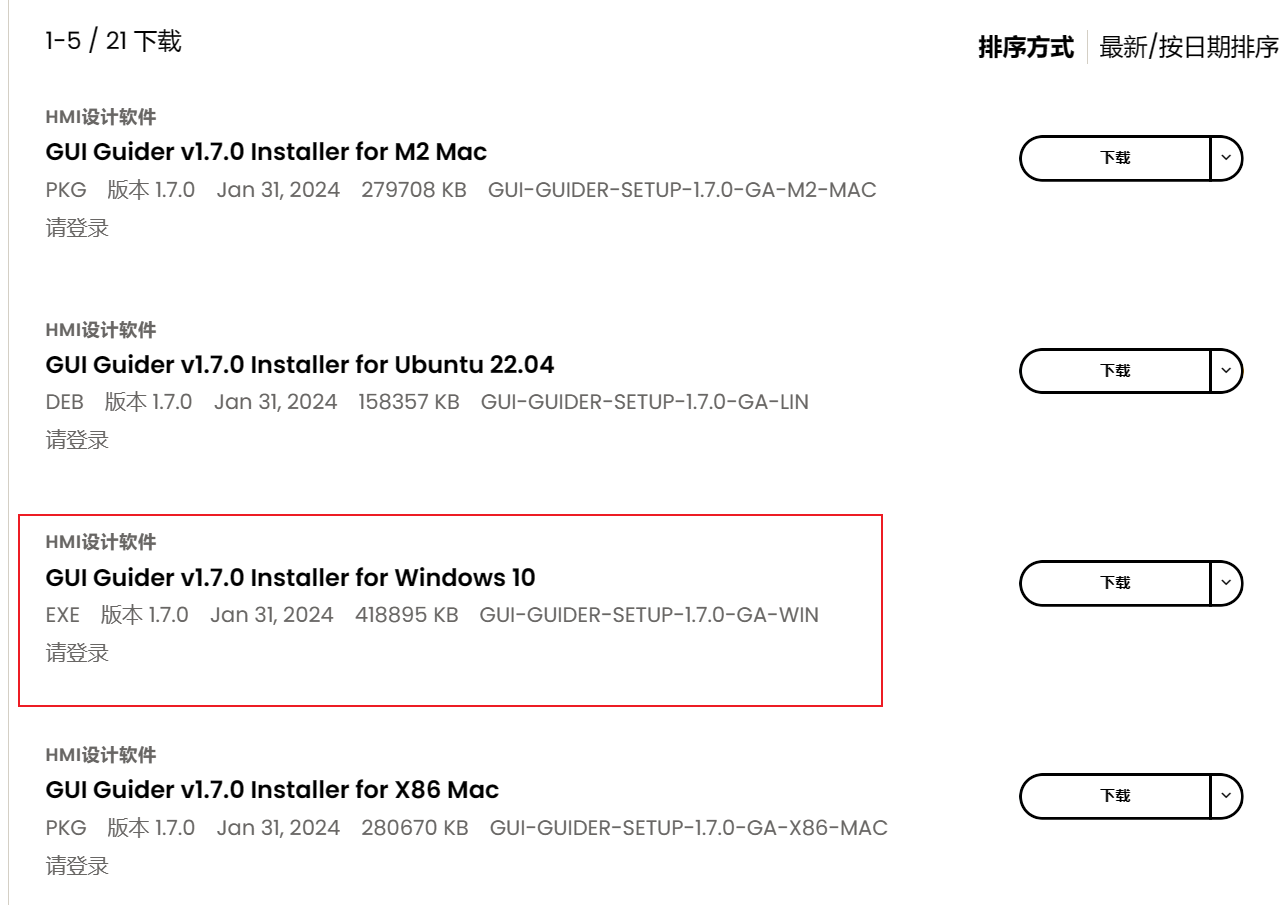 1-5 / 21 下载
排序方式 最新/按日期排序
HMI设计软件
GUI Guider v1.7.0 Installer for M2 Mac
下载
PKG 版本 1.7.0 Jan 31, 2024 279708 KB GUI-GUIDER-SETUP-1.7.0-GA-M2-MAC
请登录
HMI设计软件
GUI Guider v1.7.0 Installer for Ubuntu 22.04
下载
DEB 版本 1.7.0 Jan 31, 2024 158357 KB GUI-GUIDER-SETUP-1.7.0-GA-LIN
请登录
HMI设计软件
GUI Guider v1.7.0 Installer for Windows 10
下载
EXE 版本 1.7.0 Jan 31, 2024 418895 KB GUI-GUIDER-SETUP-1.7.0-GA-WIN
请登录
HMI设计软件
GUI Guider v1.7.0 Installer for X86 Mac
下载
PKG 版本 1.7.0 Jan 31, 2024 280670 KB GUI-GUIDER-SETUP-1.7.0-GA-X86-MAC
请登录